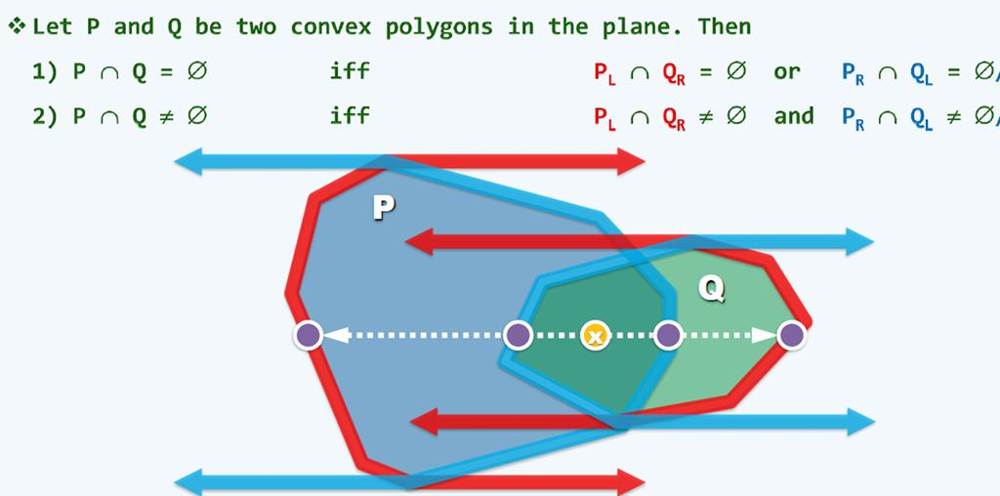 ❖Let P and Q be two convex polygons in the plane. Then
1) P ∩ Q = ∅ iff P_L ∩ Q_R = ∅ or P_R ∩ Q_L = ∅
2) P ∩ Q ≠ ∅ iff P_L ∩ Q_R ≠ ∅ and P_R ∩ Q_L ≠ ∅
P
Q
x